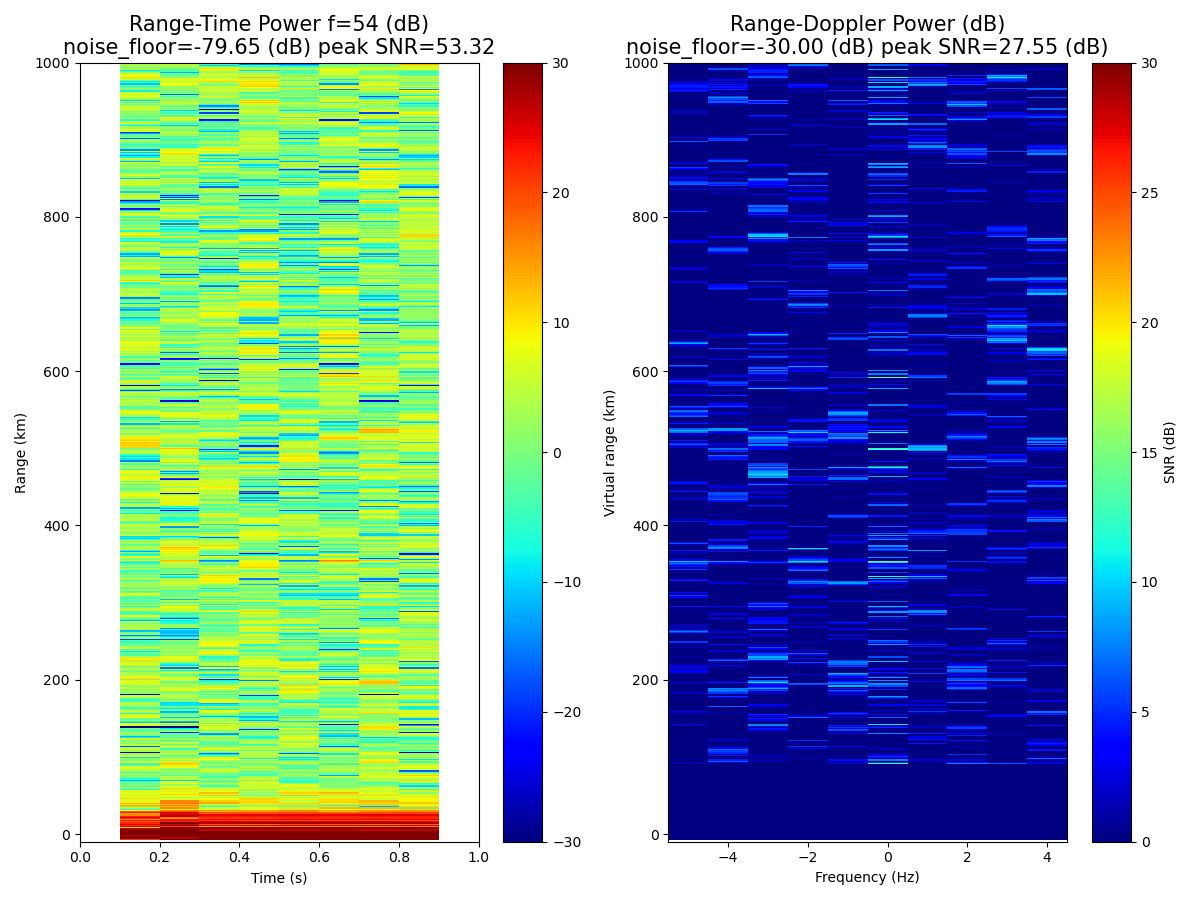 Range-Time Power f=54 (dB)
noise_floor=-79.65 (dB) peak SNR=53.32
Range (km)
1000
800
600
400
200
0
0.0 0.2 0.4 0.6 0.8 1.0
Time (s)
30
20
10
0
−10
−20
−30
Range-Doppler Power (dB)
noise_floor=-30.00 (dB) peak SNR=27.55 (dB)
Virtual range (km)
1000
800
600
400
200
0
−4 −2 0 2 4
Frequency (Hz)
30
25
20
15
10
5
0
SNR (dB)